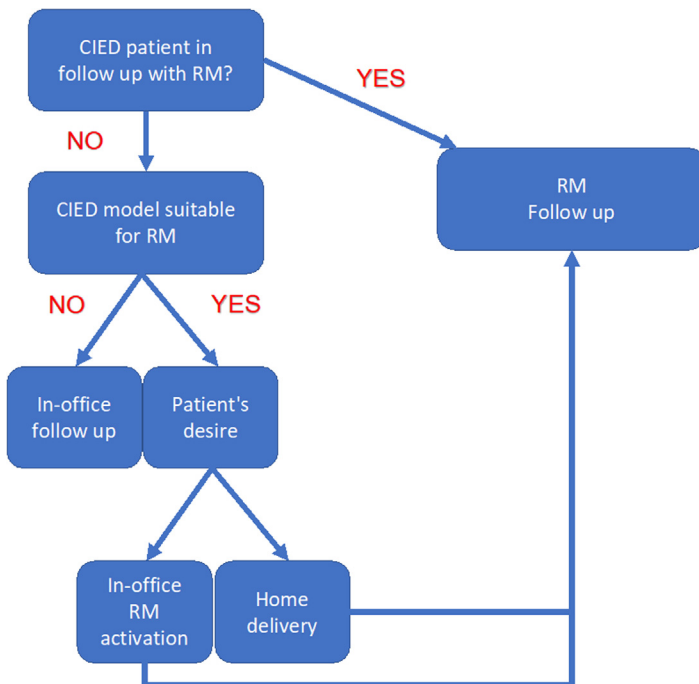 CIED patient in
follow up with RM?
YES
NO
RM
Follow up
CIED model suitable
for RM
NO
YES
In-office
follow up
Patient's
desire
In-office
RM
activation
Home
delivery